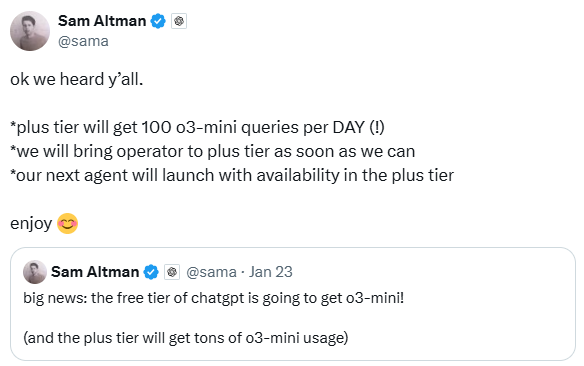 Sam Altman
@sama
ok we heard y’all.
*plus tier will get 100 o3-mini queries per DAY (!)
*we will bring operator to plus tier as soon as we can
*our next agent will launch with availability in the plus tier
enjoy 😊
Sam Altman @sama · Jan 23
big news: the free tier of chatgpt is going to get o3-mini!
(and the plus tier will get tons of o3-mini usage)